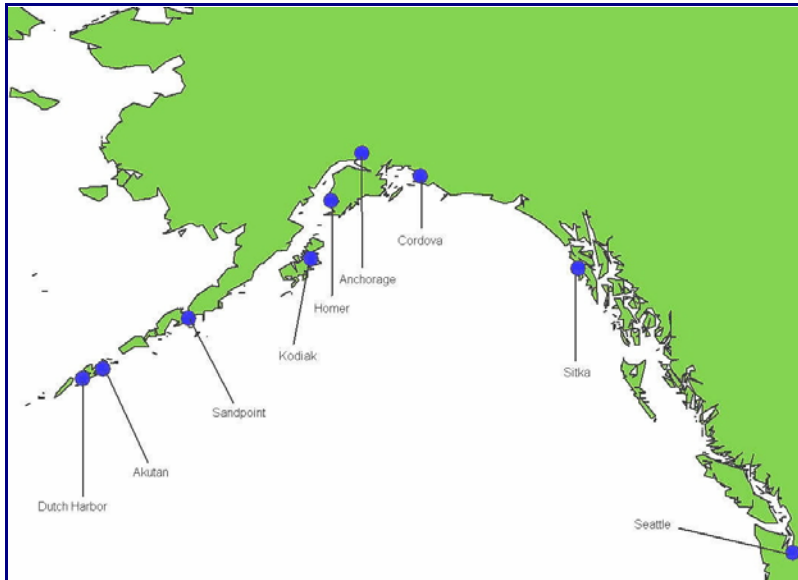 Cordova
Anchorage
Homer
Kodiak
Sitka
Sandpoint
Akutan
Dutch Harbor
Seattle